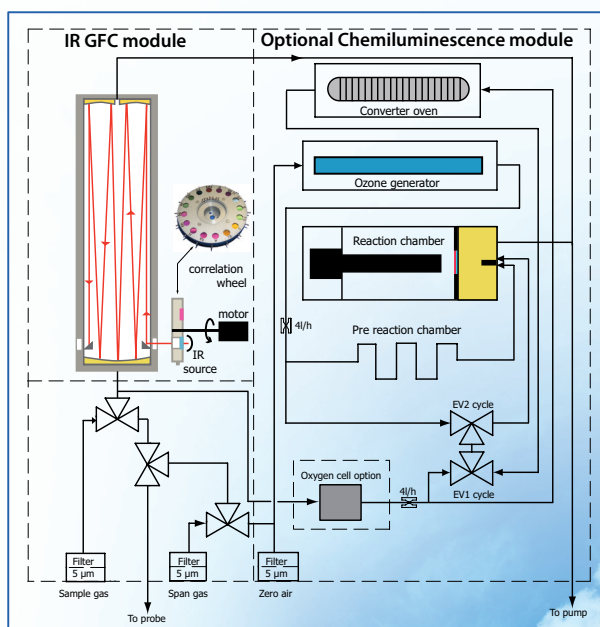 IR GFC module
Optional Chemiluminescence module
Converter oven
Ozone generator
Reaction chamber
correlation
wheel
motor
IR
source
4l/h
Pre reaction chamber
EV2 cycle
Oxygen cell option
4l/h
EV1 cycle
Filter
5 µm
Filter
5 µm
Filter
5 µm
Sample gas
Span gas
Zero air
To probe
To pump